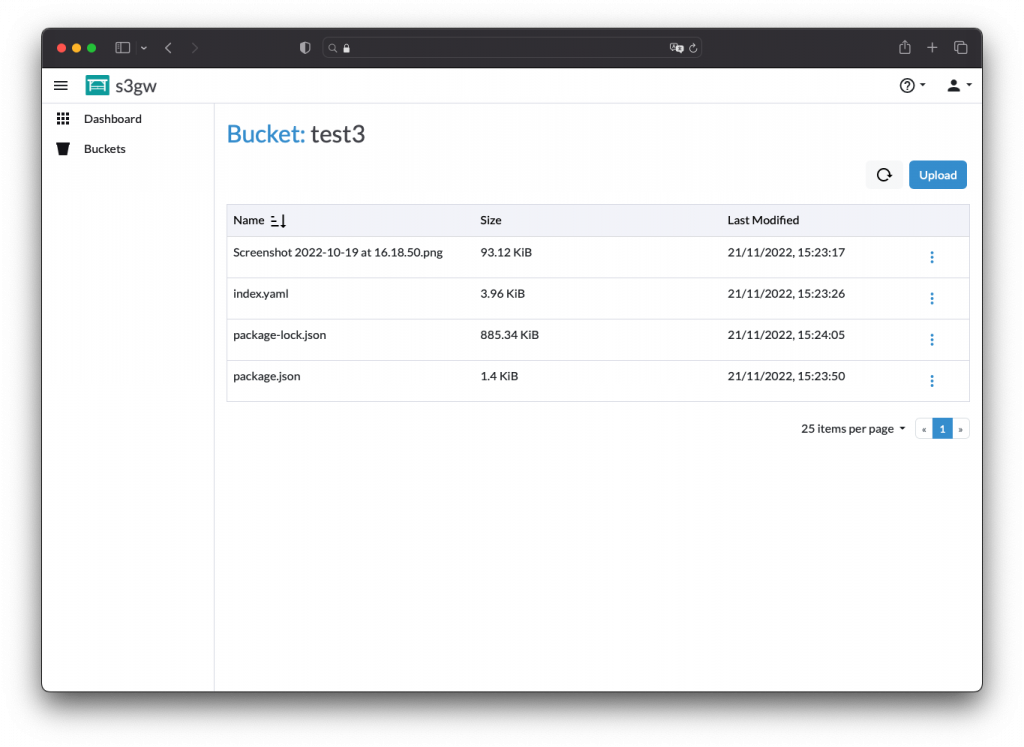 s3gw
Dashboard
Buckets
Bucket: test3
Upload
Name Size Last Modified
Screenshot 2022-10-19 at 16.18.50.png 93.12 KiB 21/11/2022, 15:23:17
index.yaml 3.96 KiB 21/11/2022, 15:23:26
package-lock.json 885.34 KiB 21/11/2022, 15:24:05
package.json 1.4 KiB 21/11/2022, 15:23:50
25 items per page « 1 »